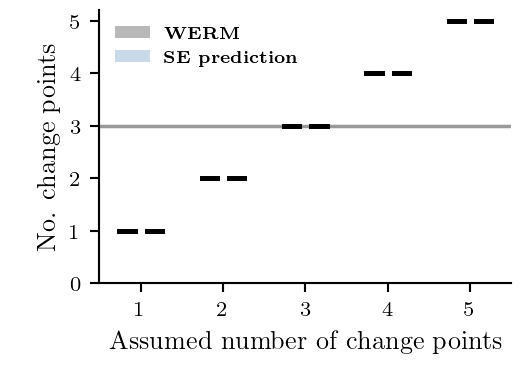 WERM
SE prediction
No. change points
5
4
3
2
1
0
1 2 3 4 5
Assumed number of change points